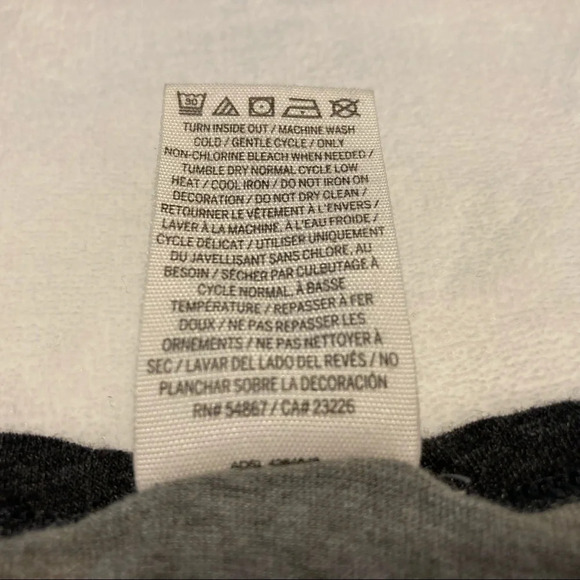 30
TURN INSIDE OUT / MACHINE WASH
COLD / GENTLE CYCLE / ONLY
NON-CHLORINE BLEACH WHEN NEEDED /
TUMBLE DRY NORMAL CYCLE LOW
HEAT / COOL IRON / DO NOT IRON ON
DECORATION / DO NOT DRY CLEAN /
RETOURNER LE VÊTEMENT À L'ENVERS /
LAVER À LA MACHINE, À L'EAU FROIDE /
CYCLE DÉLICAT / UTILISER UNIQUEMENT
DU JAVELLISANT SANS CHLORE, AU
BESOIN / SÉCHER PAR CULBUTAGE À
CYCLE NORMAL, À BASSE
TEMPÉRATURE / REPASSER À FER
DOUX / NE PAS REPASSER LES
ORNEMENTS / NE PAS NETTOYER À
SEC / LAVAR DEL LADO DEL REVÉS / NO
PLANCHAR SOBRE LA DECORACIÓN
RN# 54867 / CA# 23226